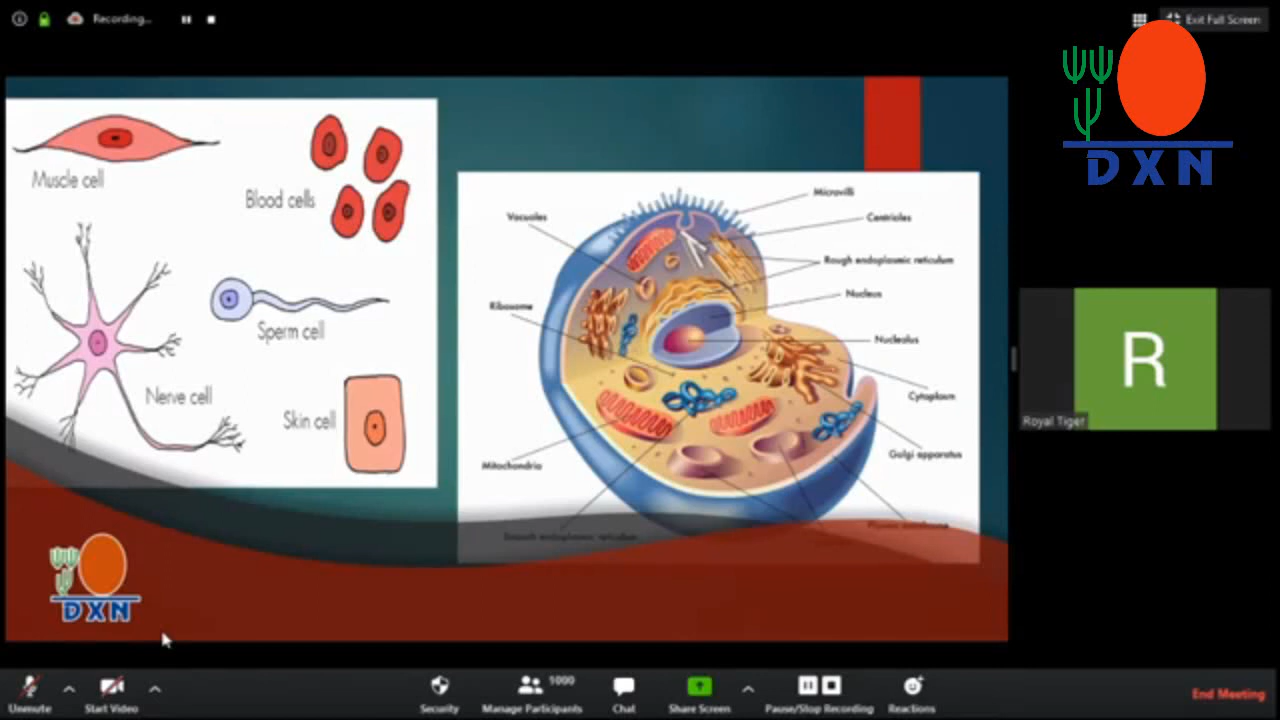 Recording...
Exit Full Screen
DXN
Muscle cell
Blood cells
Sperm cell
Nerve cell
Skin cell
Microvilli
Vacuoles
Centrioles
Rough endoplasmic reticulum
Nucleus
Ribosome
Nucleolus
Cytoplasm
Golgi apparatus
Mitochondria
Plasma membrane
Smooth endoplasmic reticulum
R
Royal Tiger
DXN
Unmute
Start Video
Security
Manage Participants
1000
Chat
Share Screen
Pause/Stop Recording
Reactions
End Meeting